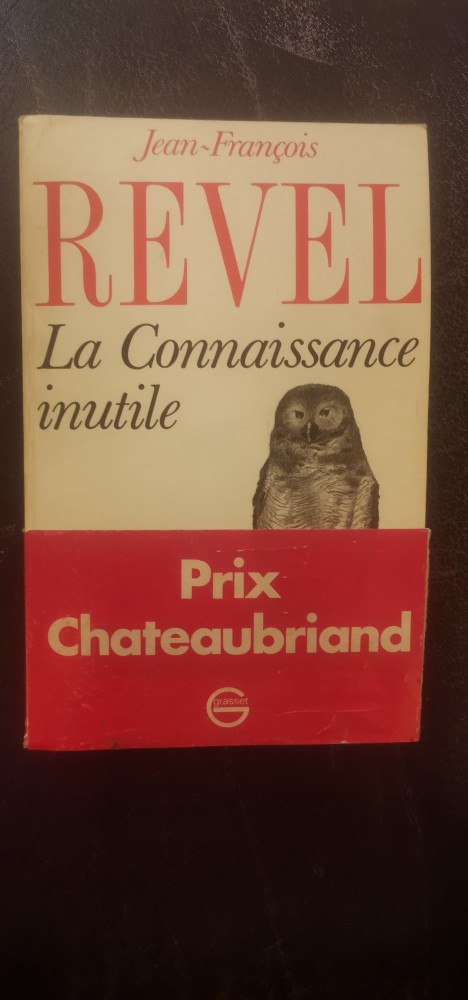 Jean~François
REVEL
La Connaissance
inutile
Prix
Chateaubriand
grasset